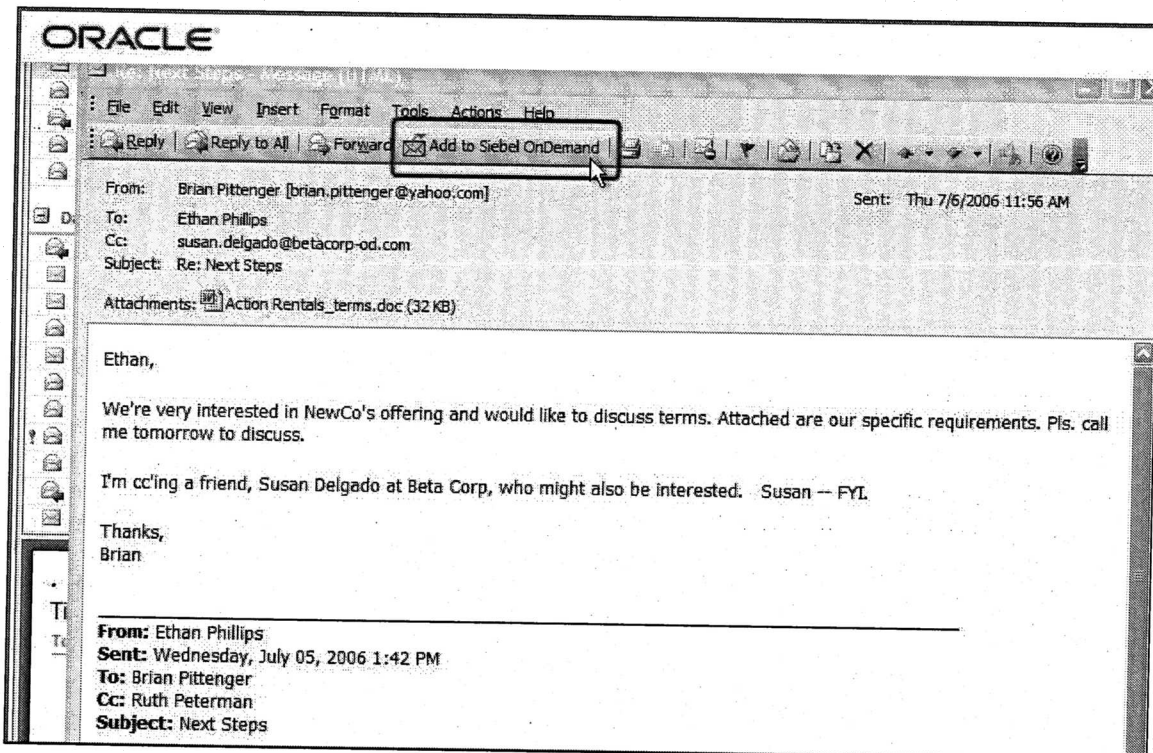 ORACLE
Re: Next Steps - Message (HTML)
File Edit View Insert Format Tools Actions Help
Reply Reply to All Forward Add to Siebel OnDemand
From: Brian Pittenger [brian.pittenger@yahoo.com]
Sent: Thu 7/6/2006 11:56 AM
To: Ethan Phillips
Cc: susan.delgado@betacorp-od.com
Subject: Re: Next Steps
Attachments: Action Rentals_terms.doc (32 KB)
Ethan,
We're very interested in NewCo's offering and would like to discuss terms. Attached are our specific requirements. Pls. call
me tomorrow to discuss.
I'm cc'ing a friend, Susan Delgado at Beta Corp, who might also be interested. Susan -- FYI.
Thanks,
Brian
From: Ethan Phillips
Sent: Wednesday, July 05, 2006 1:42 PM
To: Brian Pittenger
Cc: Ruth Peterman
Subject: Next Steps